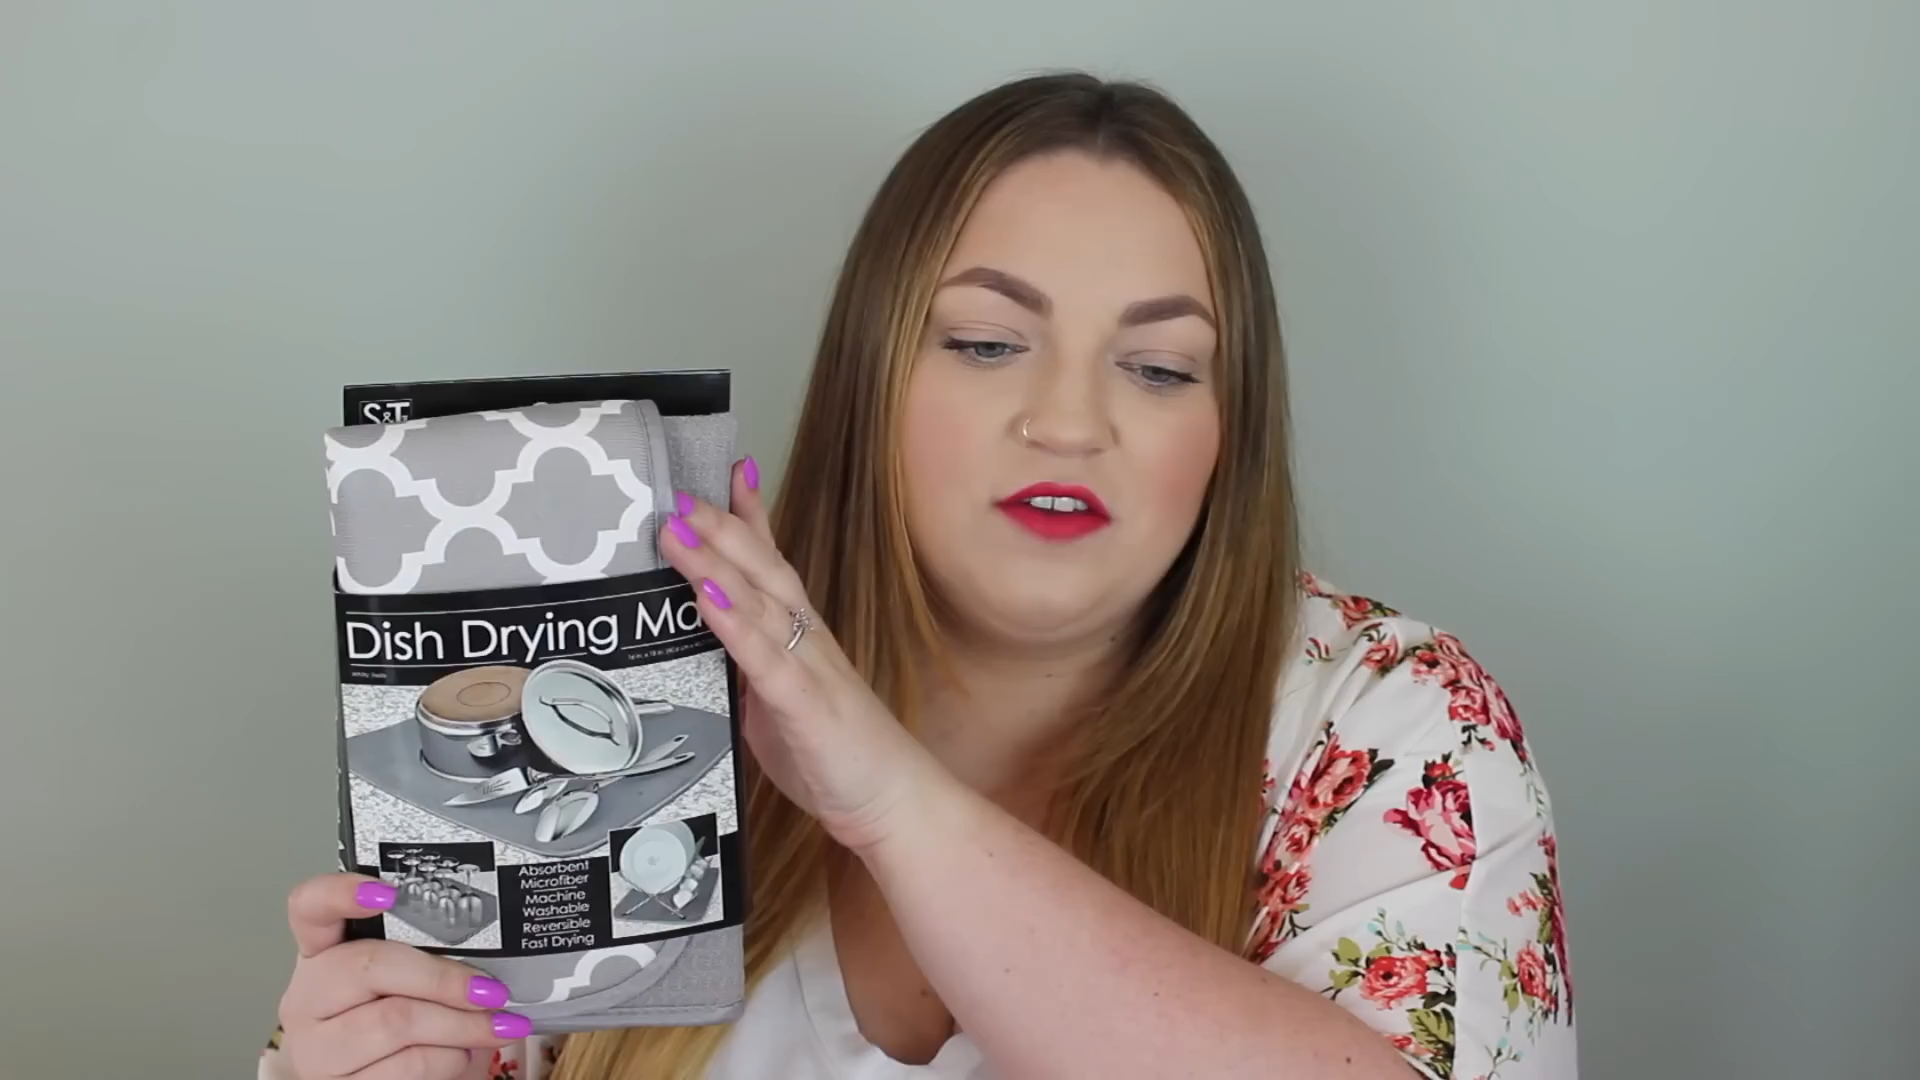 S&T
Dish Drying Ma
Absorbent
Microfiber
Machine
Washable
Reversible
Fast Drying